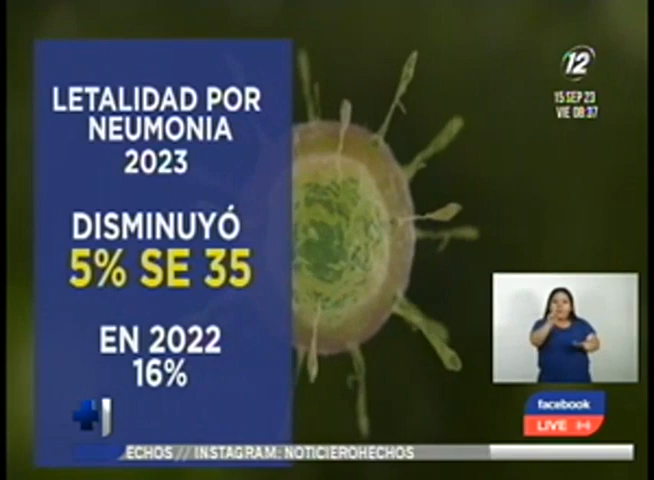 LETALIDAD POR
NEUMONIA
2023
DISMINUYÓ
5% SE 35
EN 2022
16%
12
15 SEP 23
VIE 08:37
facebook
LIVE
ECHOS // INSTAGRAM: NOTICIEROHECHOS